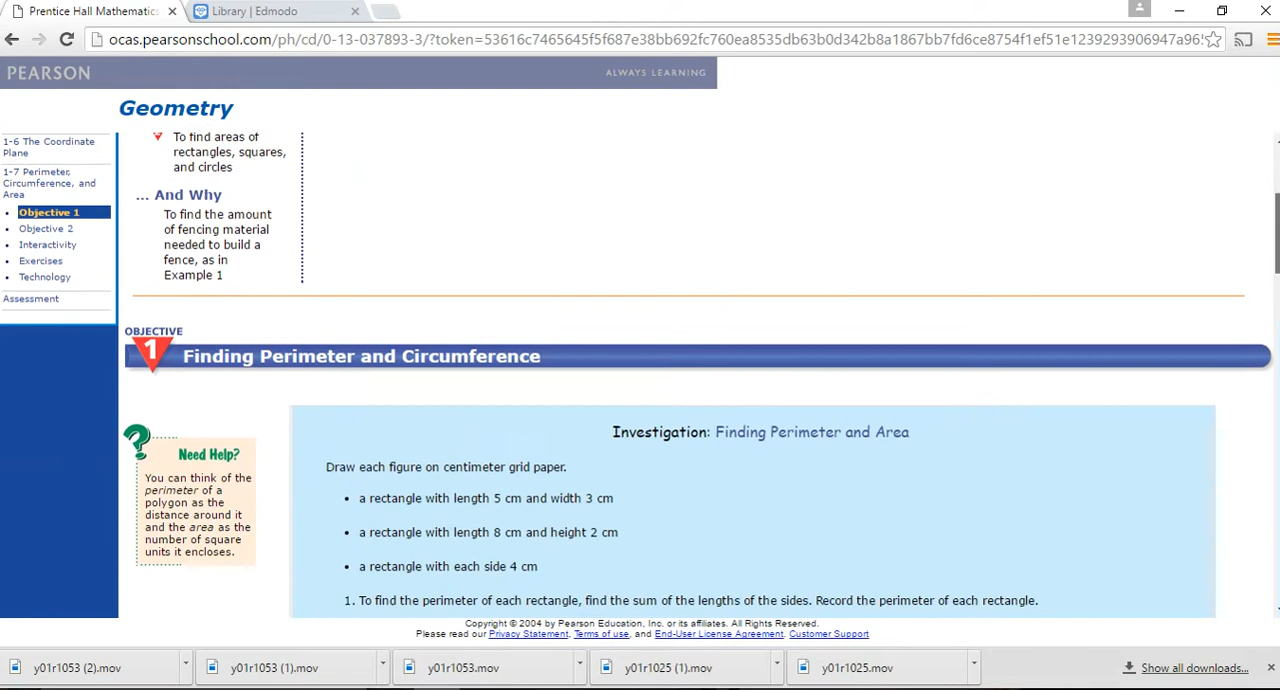 Prentice Hall Mathematics
Library | Edmodo
ocas.pearsonschool.com/ph/cd/0-13-037893-3/?token=53616c7465645f5f687e38bb692fc760ea8535db63b0d342b8a1867bb7fd6ce8754f1ef51e1239293906947a96
PEARSON
ALWAYS LEARNING
Geometry
1-6 The Coordinate
Plane
1-7 Perimeter,
Circumference, and
Area
• Objective 1
• Objective 2
• Interactivity
• Exercises
• Technology
Assessment
To find areas of
rectangles, squares,
and circles
... And Why
To find the amount
of fencing material
needed to build a
fence, as in
Example 1
OBJECTIVE
1 Finding Perimeter and Circumference
? Need Help?
You can think of the
perimeter of a
polygon as the
distance around it
and the area as the
number of square
units it encloses.
Investigation: Finding Perimeter and Area
Draw each figure on centimeter grid paper.
• a rectangle with length 5 cm and width 3 cm
• a rectangle with length 8 cm and height 2 cm
• a rectangle with each side 4 cm
1. To find the perimeter of each rectangle, find the sum of the lengths of the sides. Record the perimeter of each rectangle.
Copyright © 2004 by Pearson Education, Inc. or its affiliates. All Rights Reserved.
Please read our Privacy Statement, Terms of use, and End-User License Agreement, Customer Support
y01r1053 (2).mov
y01r1053 (1).mov
y01r1053.mov
y01r1025 (1).mov
y01r1025.mov
Show all downloads...